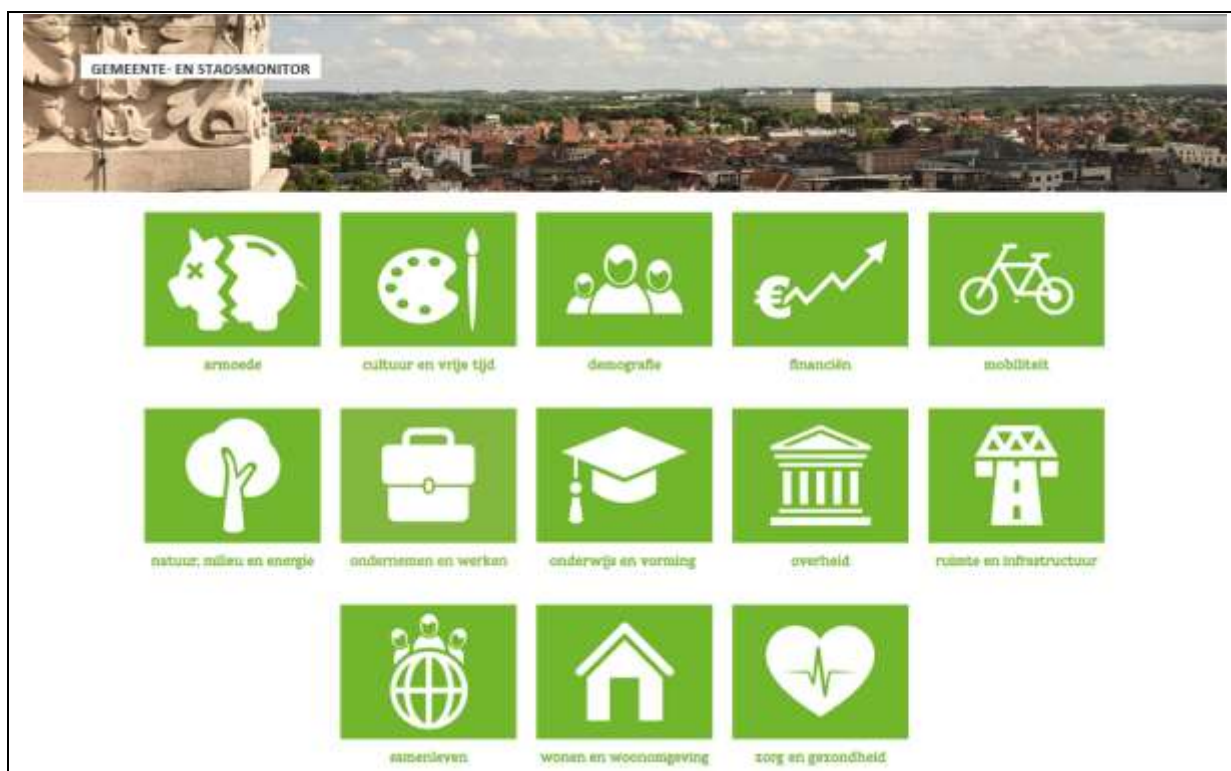 GEMEENTE- EN STADSMONITOR
armoede
cultuur en vrije tijd
demografie
financiën
mobiliteit
natuur, milieu en energie
ondernemen en werken
onderwijs en vorming
overheid
ruimte en infrastructuur
samenleven
wonen en woonomgeving
zorg en gezondheid